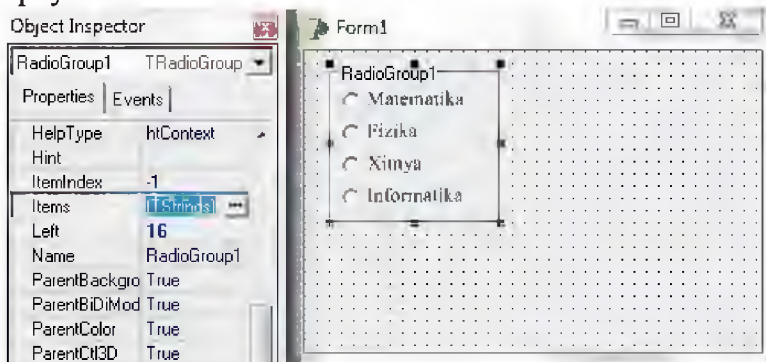 Object Inspector
RadioGroup1 TRadioGroup
Properties Events
HelpType htContext
Hint
ItemIndex -1
Items (TStrings)
Left 16
Name RadioGroup1
ParentBackgro True
ParentBiDiMod True
ParentColor True
ParentCtl3D True
Form1
RadioGroup1
Matematika
Fizika
Ximya
Informatika